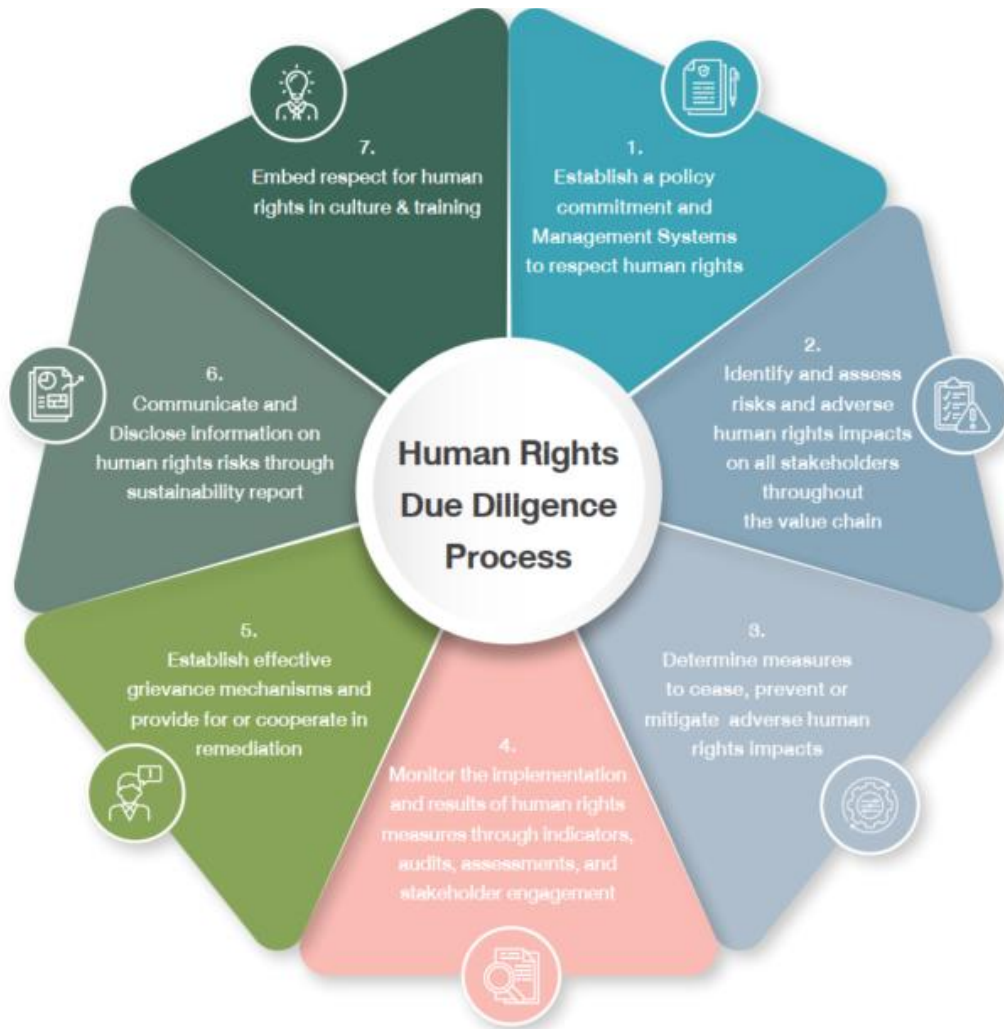 Human Rights
Due Diligence
Process
1.
Establish a policy
commitment and
Management Systems
to respect human rights
2.
Identify and assess
risks and adverse
human rights impacts
on all stakeholders
throughout
the value chain
3.
Determine measures
to cease, prevent or
mitigate adverse human
rights impacts
4.
Monitor the implementation
and results of human rights
measures through indicators,
audits, assessments, and
stakeholder engagement
5.
Establish effective
grievance mechanisms and
provide for or cooperate in
remediation
6.
Communicate and
Disclose information on
human rights risks through
sustainability report
7.
Embed respect for human
rights in culture & training